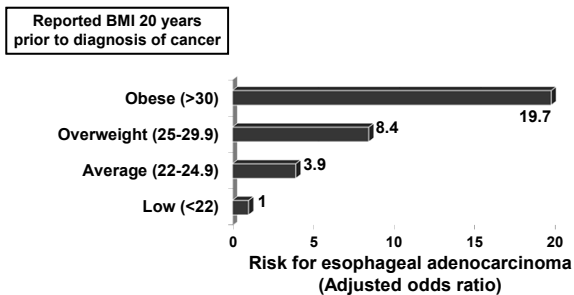 Reported BMI 20 years
prior to diagnosis of cancer
Obese (>30)
19.7
Overweight (25-29.9)
8.4
Average (22-24.9)
3.9
Low (<22)
1
0 5 10 15 20
Risk for esophageal adenocarcinoma
(Adjusted odds ratio)